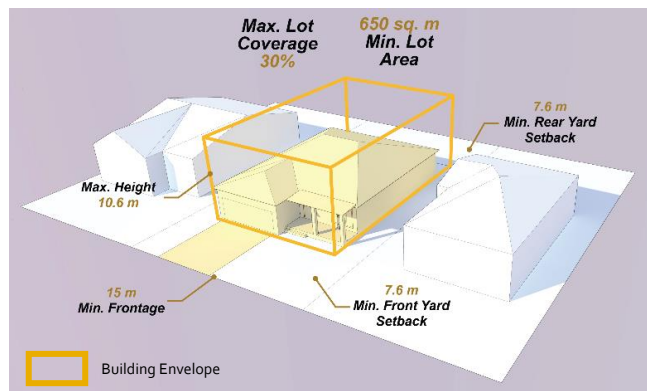 Max. Lot
Coverage
30%
650 sq. m
Min. Lot
Area
7.6 m
Min. Rear Yard
Setback
Max. Height
10.6 m
15 m
Min. Frontage
7.6 m
Min. Front Yard
Setback
Building Envelope